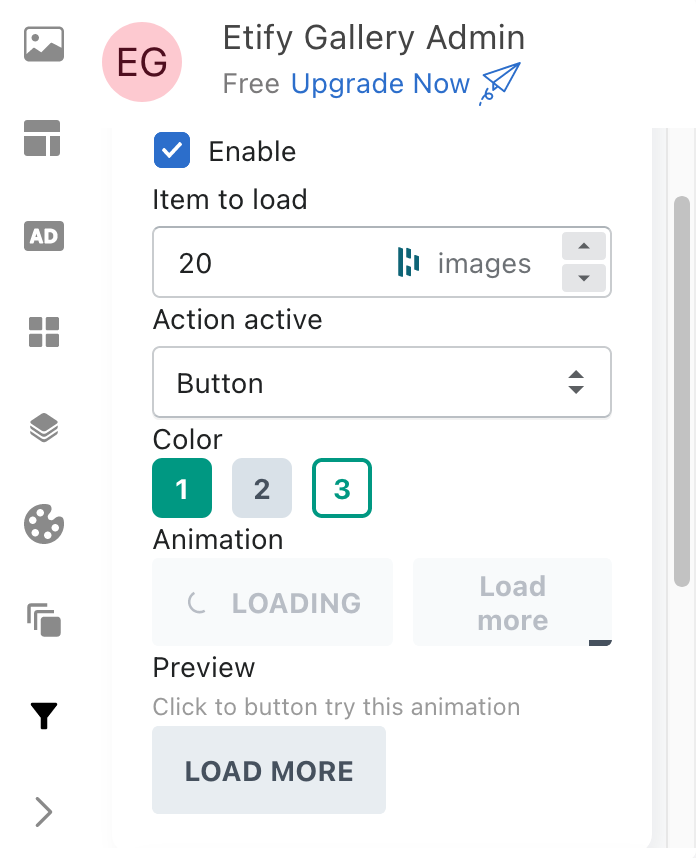 EG
Etify Gallery Admin
Free Upgrade Now
Enable
AD
Item to load
20 images
Action active
Button
Color
1 2 3
Animation
LOADING
Load
more
Preview
Click to button try this animation
LOAD MORE